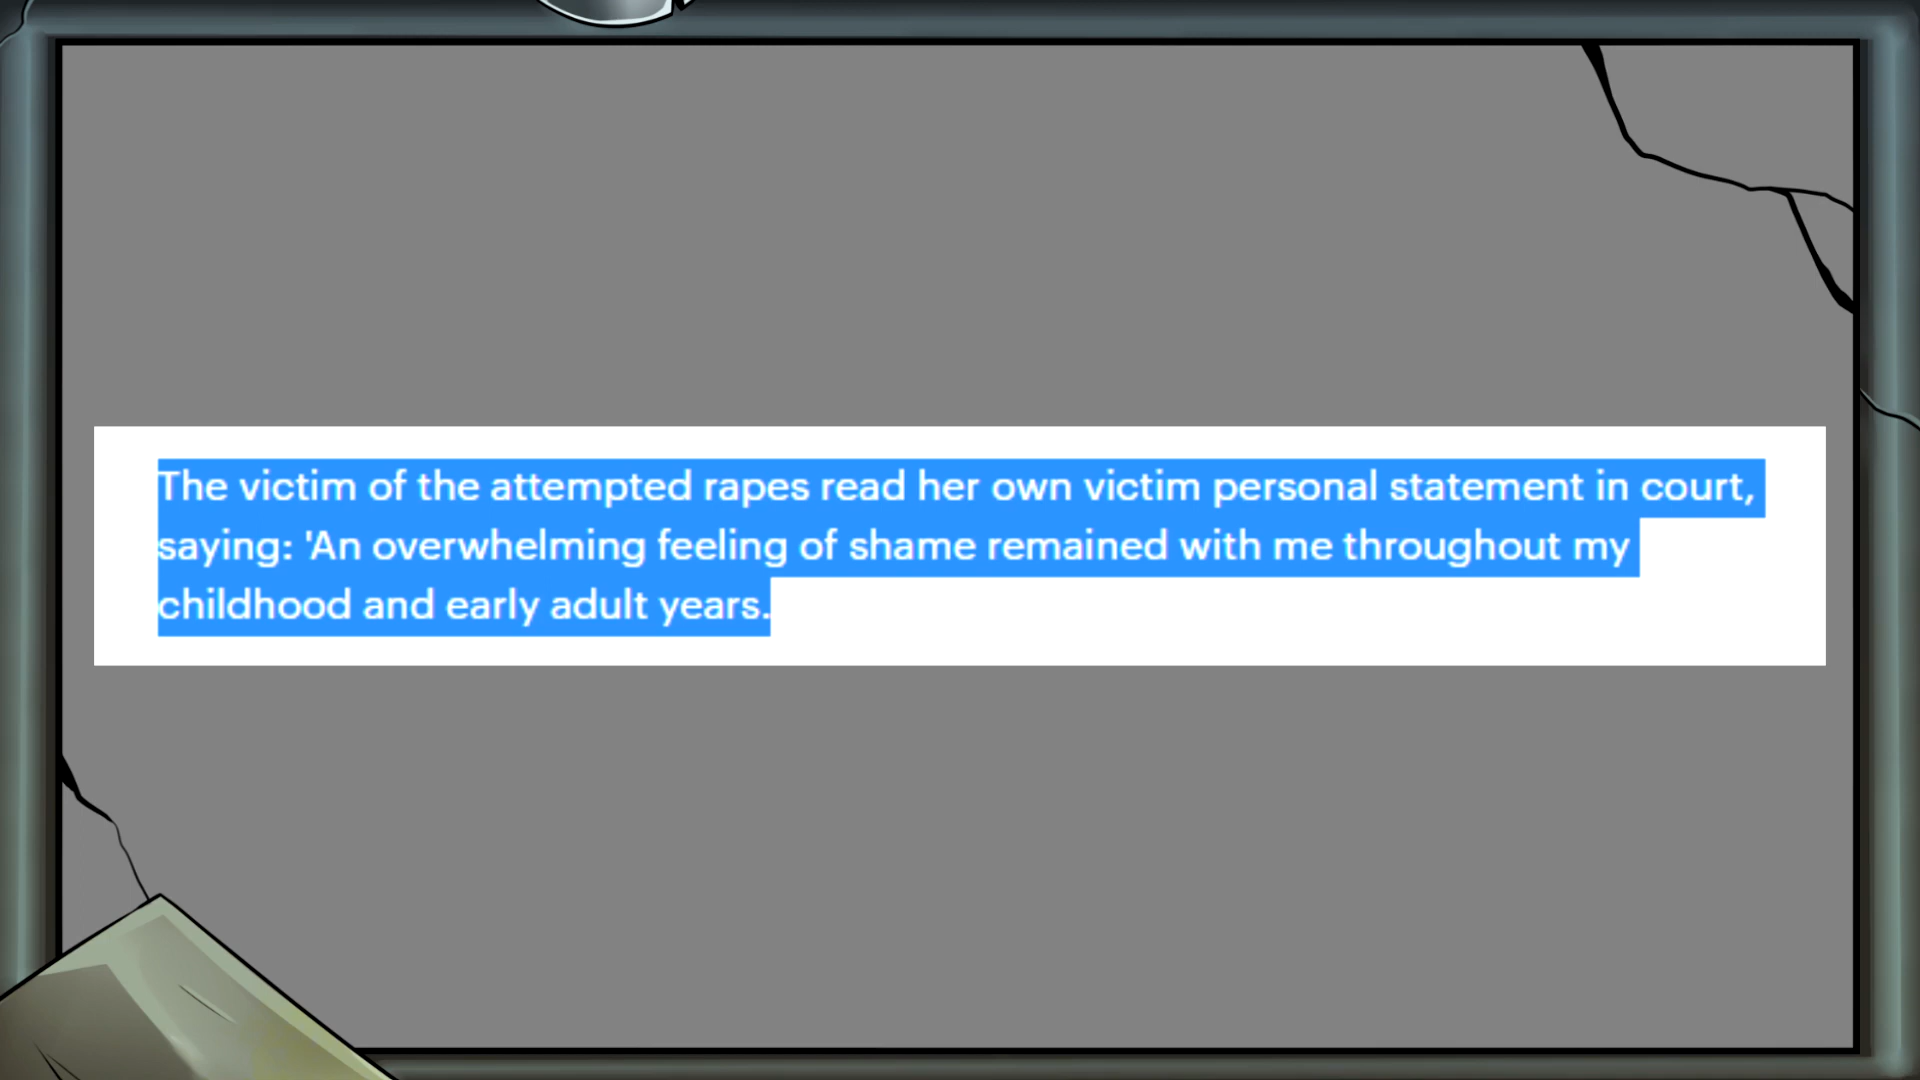 The victim of the attempted rapes read her own victim personal statement in court,
saying: 'An overwhelming feeling of shame remained with me throughout my
childhood and early adult years.